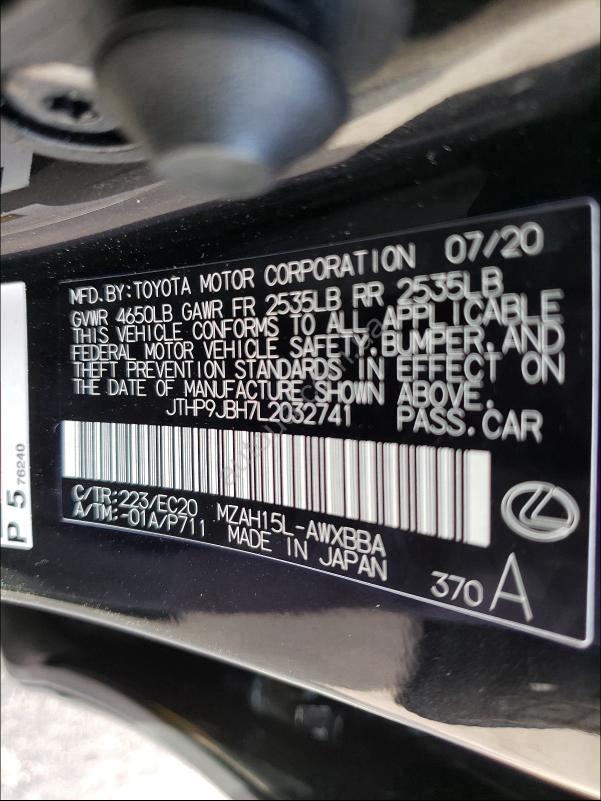 MFD. BY: TOYOTA MOTOR CORPORATION 07/20
GVWR 4650LB GAWR FR 2535LB RR 2535LB
THIS VEHICLE CONFORMS TO ALL APPLICABLE
FEDERAL MOTOR VEHICLE SAFETY, BUMPER, AND
THEFT PREVENTION STANDARDS IN EFFECT ON
THE DATE OF MANUFACTURE SHOWN ABOVE.
JTHP9JBH7L2032741 PASS.CAR
C/TR:223/EC20 MZAH15L-AWXBBA
A/TM:-01A/P711 MADE IN JAPAN
370 A
P 5 76240